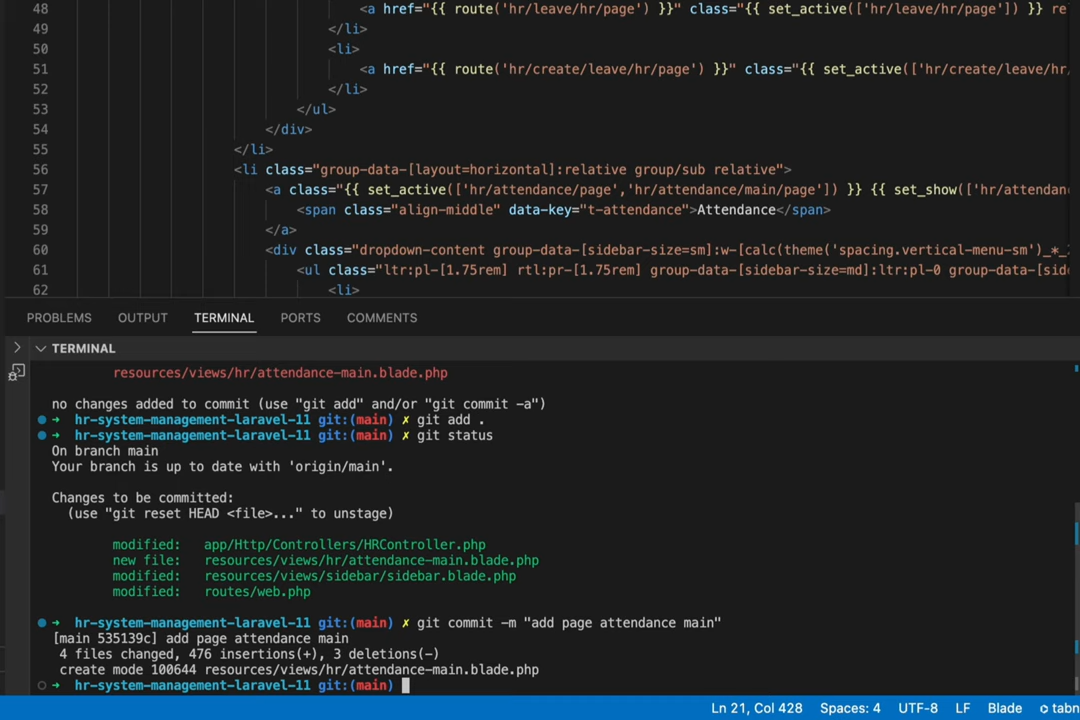 48 <a href="{{ route('hr/leave/hr/page') }}" class="{{ set_active(['hr/leave/hr/page']) }} re
49 </li>
50 <li>
51 <a href="{{ route('hr/create/leave/hr/page') }}" class="{{ set_active(['hr/create/leave/hr/
52 </li>
53 </ul>
54 </div>
55 </li>
56 <li class="group-data-[layout=horizontal]:relative group/sub relative">
57 <a class="{{ set_active(['hr/attendance/page','hr/attendance/main/page']) }} {{ set_show(['hr/attendan
58 <span class="align-middle" data-key="t-attendance">Attendance</span>
59 </a>
60 <div class="dropdown-content group-data-[sidebar-size=sm]:w-[calc(theme('spacing.vertical-menu-sm')_*_
61 <ul class="ltr:pl-[1.75rem] rtl:pr-[1.75rem] group-data-[sidebar-size=md]:ltr:pl-0 group-data-[sid
62 <li>
PROBLEMS OUTPUT TERMINAL PORTS COMMENTS
TERMINAL
resources/views/hr/attendance-main.blade.php
no changes added to commit (use "git add" and/or "git commit -a")
➜ hr-system-management-laravel-11 git:(main) ✗ git add .
➜ hr-system-management-laravel-11 git:(main) ✗ git status
On branch main
Your branch is up to date with 'origin/main'.
Changes to be committed:
(use "git reset HEAD <file>..." to unstage)
modified: app/Http/Controllers/HRController.php
new file: resources/views/hr/attendance-main.blade.php
modified: resources/views/sidebar/sidebar.blade.php
modified: routes/web.php
➜ hr-system-management-laravel-11 git:(main) ✗ git commit -m "add page attendance main"
[main 535139c] add page attendance main
4 files changed, 476 insertions(+), 3 deletions(-)
create mode 100644 resources/views/hr/attendance-main.blade.php
➜ hr-system-management-laravel-11 git:(main)
Ln 21, Col 428 Spaces: 4 UTF-8 LF Blade tabn